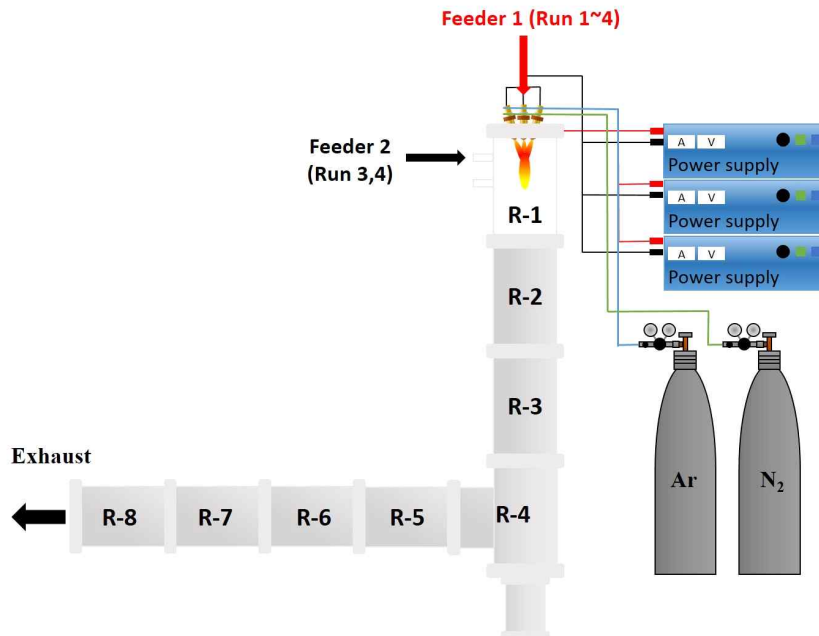 Feeder 1 (Run 1~4)
Feeder 2
(Run 3,4)
A V
Power supply
A V
Power supply
A V
Power supply
R-1
R-2
R-3
R-4
Exhaust
R-8
R-7
R-6
R-5
Ar
N₂